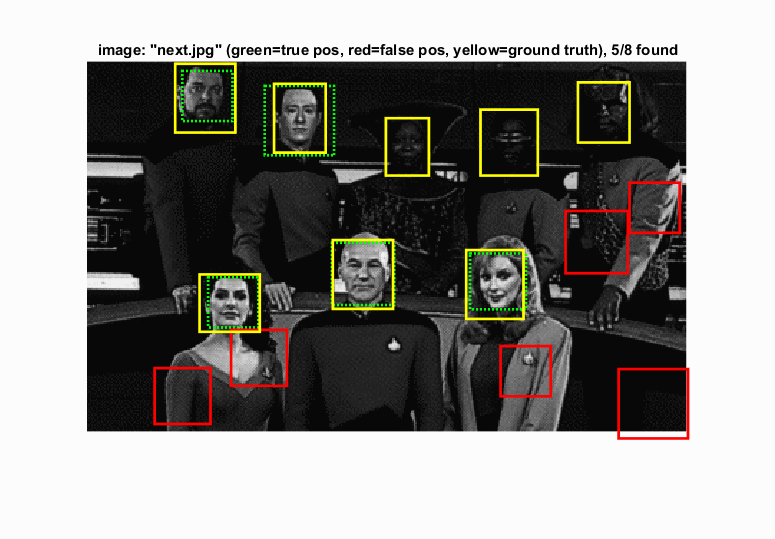 image: "next.jpg" (green=true pos, red=false pos, yellow=ground truth), 5/8 found